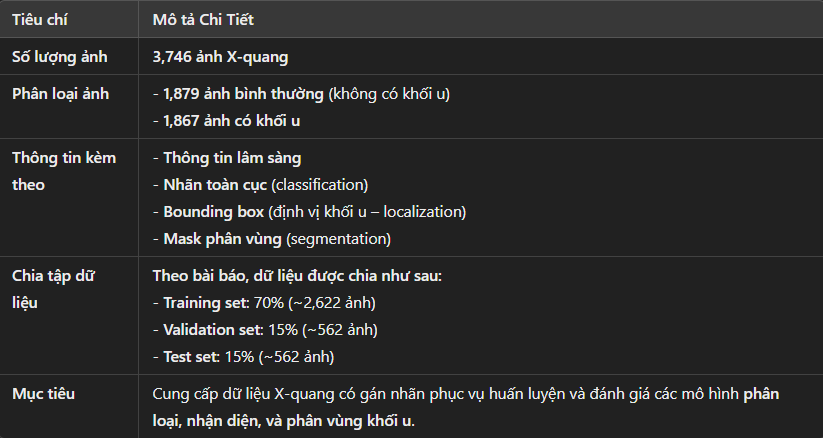 Tiêu chí Mô tả Chi Tiết
Số lượng ảnh 3,746 ảnh X-quang
Phân loại ảnh - 1,879 ảnh bình thường (không có khối u)
- 1,867 ảnh có khối u
Thông tin kèm - Thông tin lâm sàng
theo - Nhãn toàn cục (classification)
- Bounding box (định vị khối u – localization)
- Mask phân vùng (segmentation)
Chia tập dữ Theo bài báo, dữ liệu được chia như sau:
liệu - Training set: 70% (~2,622 ảnh)
- Validation set: 15% (~562 ảnh)
- Test set: 15% (~562 ảnh)
Mục tiêu Cung cấp dữ liệu X-quang có gán nhãn phục vụ huấn luyện và đánh giá các mô hình phân
loại, nhận diện, và phân vùng khối u.